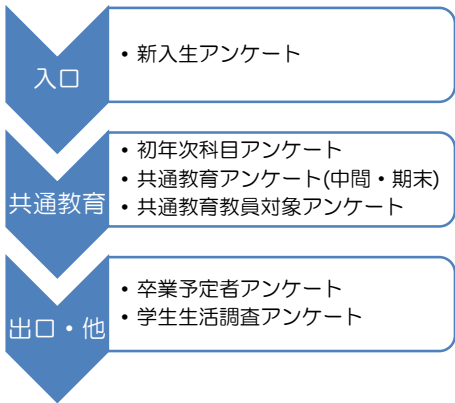 入口
• 新入生アンケート
共通教育
• 初年次科目アンケート
• 共通教育アンケート(中間・期末)
• 共通教育教員対象アンケート
出口・他
• 卒業予定者アンケート
• 学生生活調査アンケート